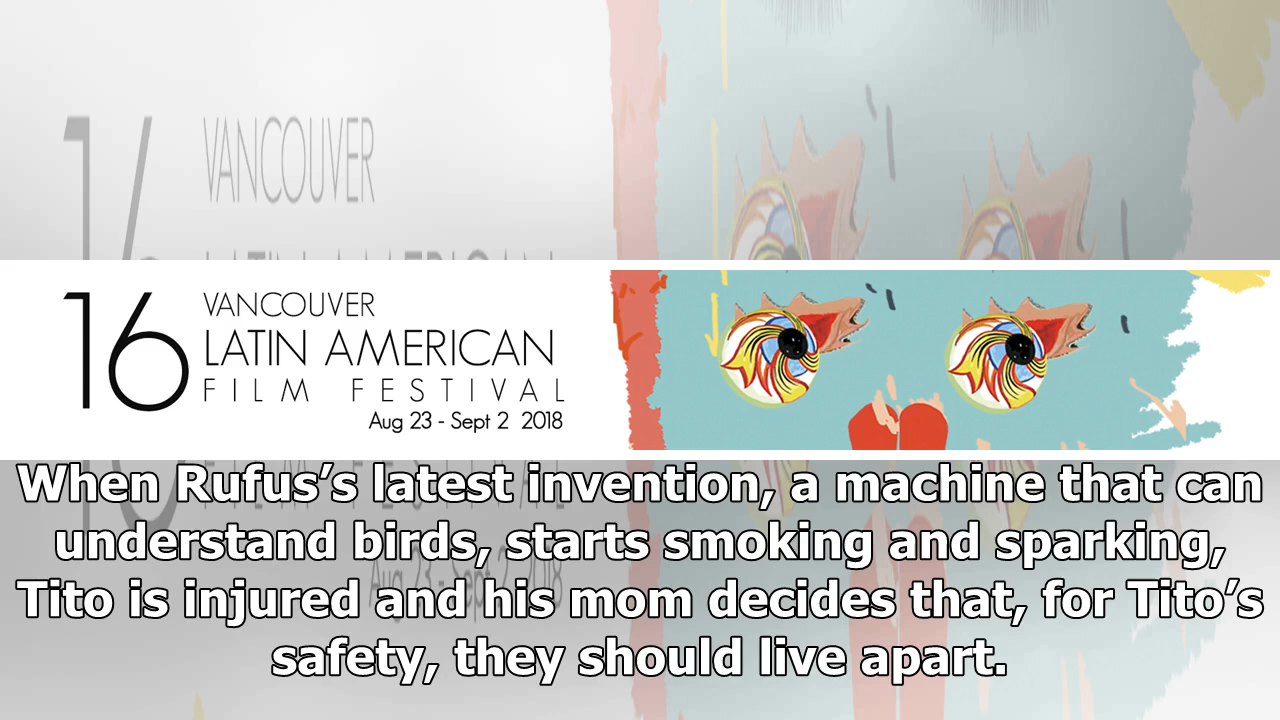 VANCOUVER
16
VANCOUVER
LATIN AMERICAN
FILM FESTIVAL
Aug 23 - Sept 2 2018
When Rufus’s latest invention, a machine that can
understand birds, starts smoking and sparking,
Tito is injured and his mom decides that, for Tito’s
safety, they should live apart.